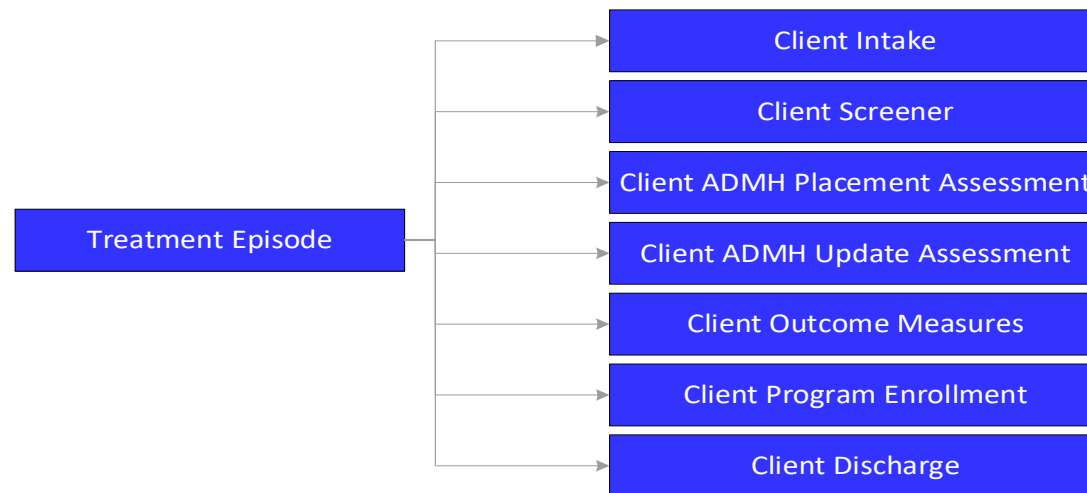 Client Intake
Client Screener
Client ADMH Placement Assessment
Treatment Episode
Client ADMH Update Assessment
Client Outcome Measures
Client Program Enrollment
Client Discharge